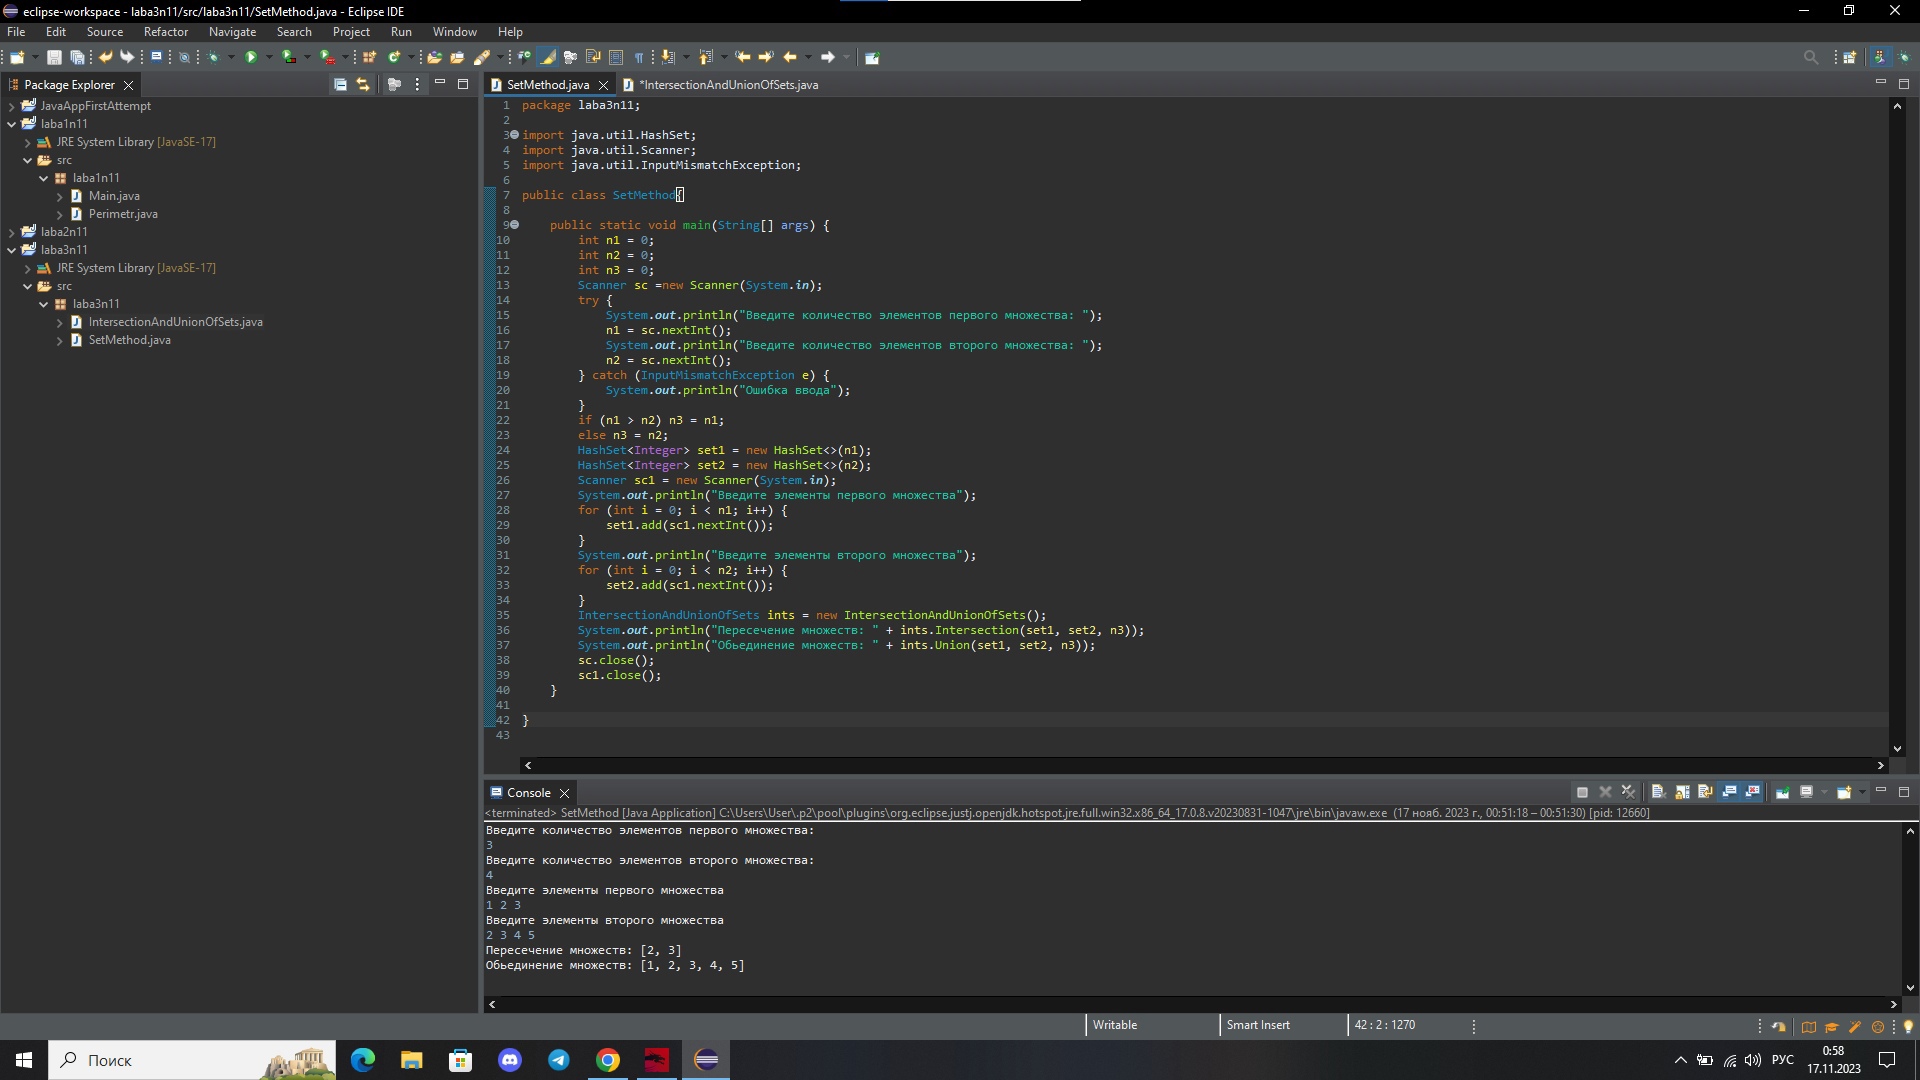 eclipse-workspace - laba3n11/src/laba3n11/SetMethod.java - Eclipse IDE
File Edit Source Refactor Navigate Search Project Run Window Help
Package Explorer
JavaAppFirstAttempt
laba1n11
JRE System Library [JavaSE-17]
src
laba1n11
Main.java
Perimetr.java
laba2n11
laba3n11
JRE System Library [JavaSE-17]
src
laba3n11
IntersectionAndUnionOfSets.java
SetMethod.java
SetMethod.java *IntersectionAndUnionOfSets.java
1 package laba3n11;
2
3 import java.util.HashSet;
4 import java.util.Scanner;
5 import java.util.InputMismatchException;
6
7 public class SetMethod{
8
9 public static void main(String[] args) {
10 int n1 = 0;
11 int n2 = 0;
12 int n3 = 0;
13 Scanner sc =new Scanner(System.in);
14 try {
15 System.out.println("Введите количество элементов первого множества: ");
16 n1 = sc.nextInt();
17 System.out.println("Введите количество элементов второго множества: ");
18 n2 = sc.nextInt();
19 } catch (InputMismatchException e) {
20 System.out.println("Ошибка ввода");
21 }
22 if (n1 > n2) n3 = n1;
23 else n3 = n2;
24 HashSet<Integer> set1 = new HashSet<>(n1);
25 HashSet<Integer> set2 = new HashSet<>(n2);
26 Scanner sc1 = new Scanner(System.in);
27 System.out.println("Введите элементы первого множества");
28 for (int i = 0; i < n1; i++) {
29 set1.add(sc1.nextInt());
30 }
31 System.out.println("Введите элементы второго множества");
32 for (int i = 0; i < n2; i++) {
33 set2.add(sc1.nextInt());
34 }
35 IntersectionAndUnionOfSets ints = new IntersectionAndUnionOfSets();
36 System.out.println("Пересечение множеств: " + ints.Intersection(set1, set2, n3));
37 System.out.println("Обьединение множеств: " + ints.Union(set1, set2, n3));
38 sc.close();
39 sc1.close();
40 }
41
42 }
43
Console
<terminated> SetMethod [Java Application] C:\Users\User\.p2\pool\plugins\org.eclipse.justj.openjdk.hotspot.jre.full.win32.x86_64_17.0.8.v20230831-1047\jre\bin\javaw.exe (17 нояб. 2023 г., 00:51:18 – 00:51:30) [pid: 12660]
Введите количество элементов первого множества:
3
Введите количество элементов второго множества:
4
Введите элементы первого множества
1 2 3
Введите элементы второго множества
2 3 4 5
Пересечение множеств: [2, 3]
Обьединение множеств: [1, 2, 3, 4, 5]
Writable Smart Insert 42 : 2 : 1270
Поиск
РУС
0:58
17.11.2023